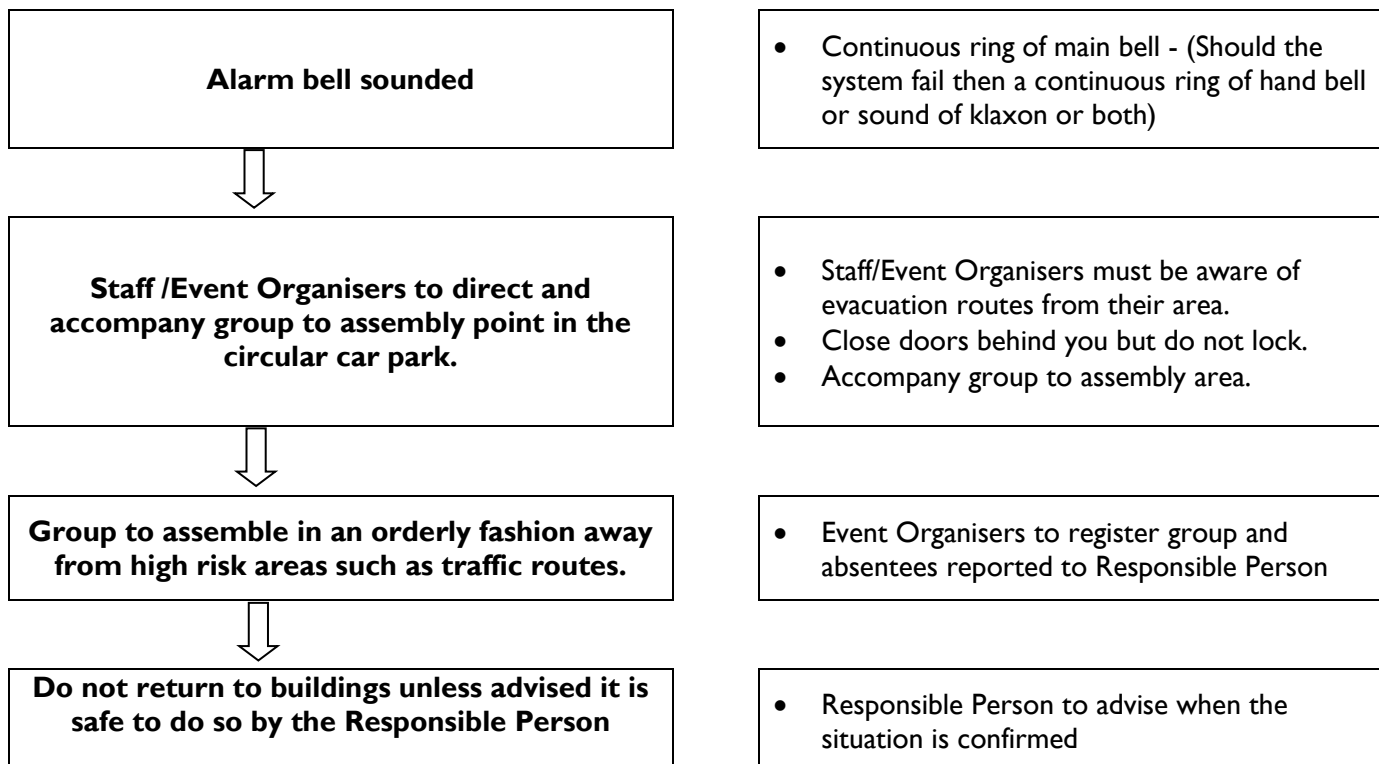 Alarm bell sounded
• Continuous ring of main bell - (Should the
system fail then a continuous ring of hand bell
or sound of klaxon or both)
Staff /Event Organisers to direct and
accompany group to assembly point in the
circular car park.
• Staff/Event Organisers must be aware of
evacuation routes from their area.
• Close doors behind you but do not lock.
• Accompany group to assembly area.
Group to assemble in an orderly fashion away
from high risk areas such as traffic routes.
• Event Organisers to register group and
absentees reported to Responsible Person
Do not return to buildings unless advised it is
safe to do so by the Responsible Person
• Responsible Person to advise when the
situation is confirmed